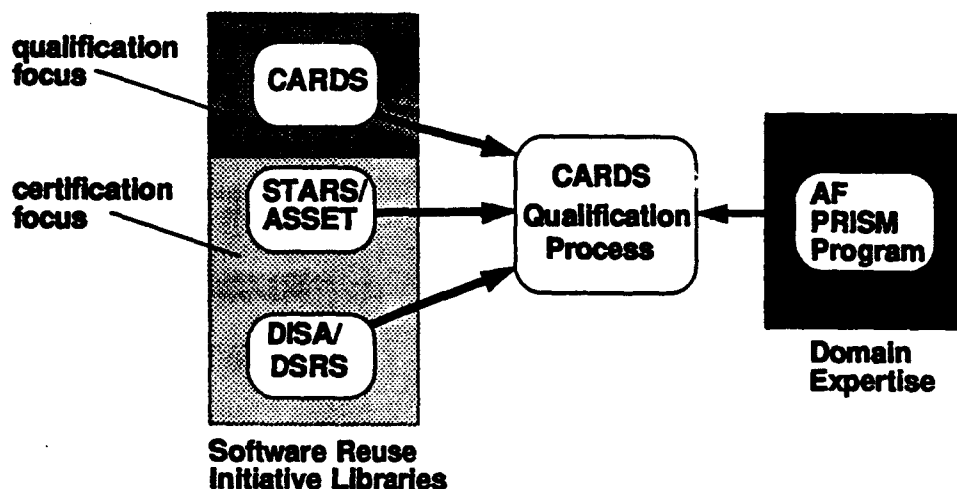 qualification
focus
CARDS
certification
focus
STARS/
ASSET
DISA/
DSRS
Software Reuse
Initiative Libraries
CARDS
Qualification
Process
AF
PRISM
Program
Domain
Expertise